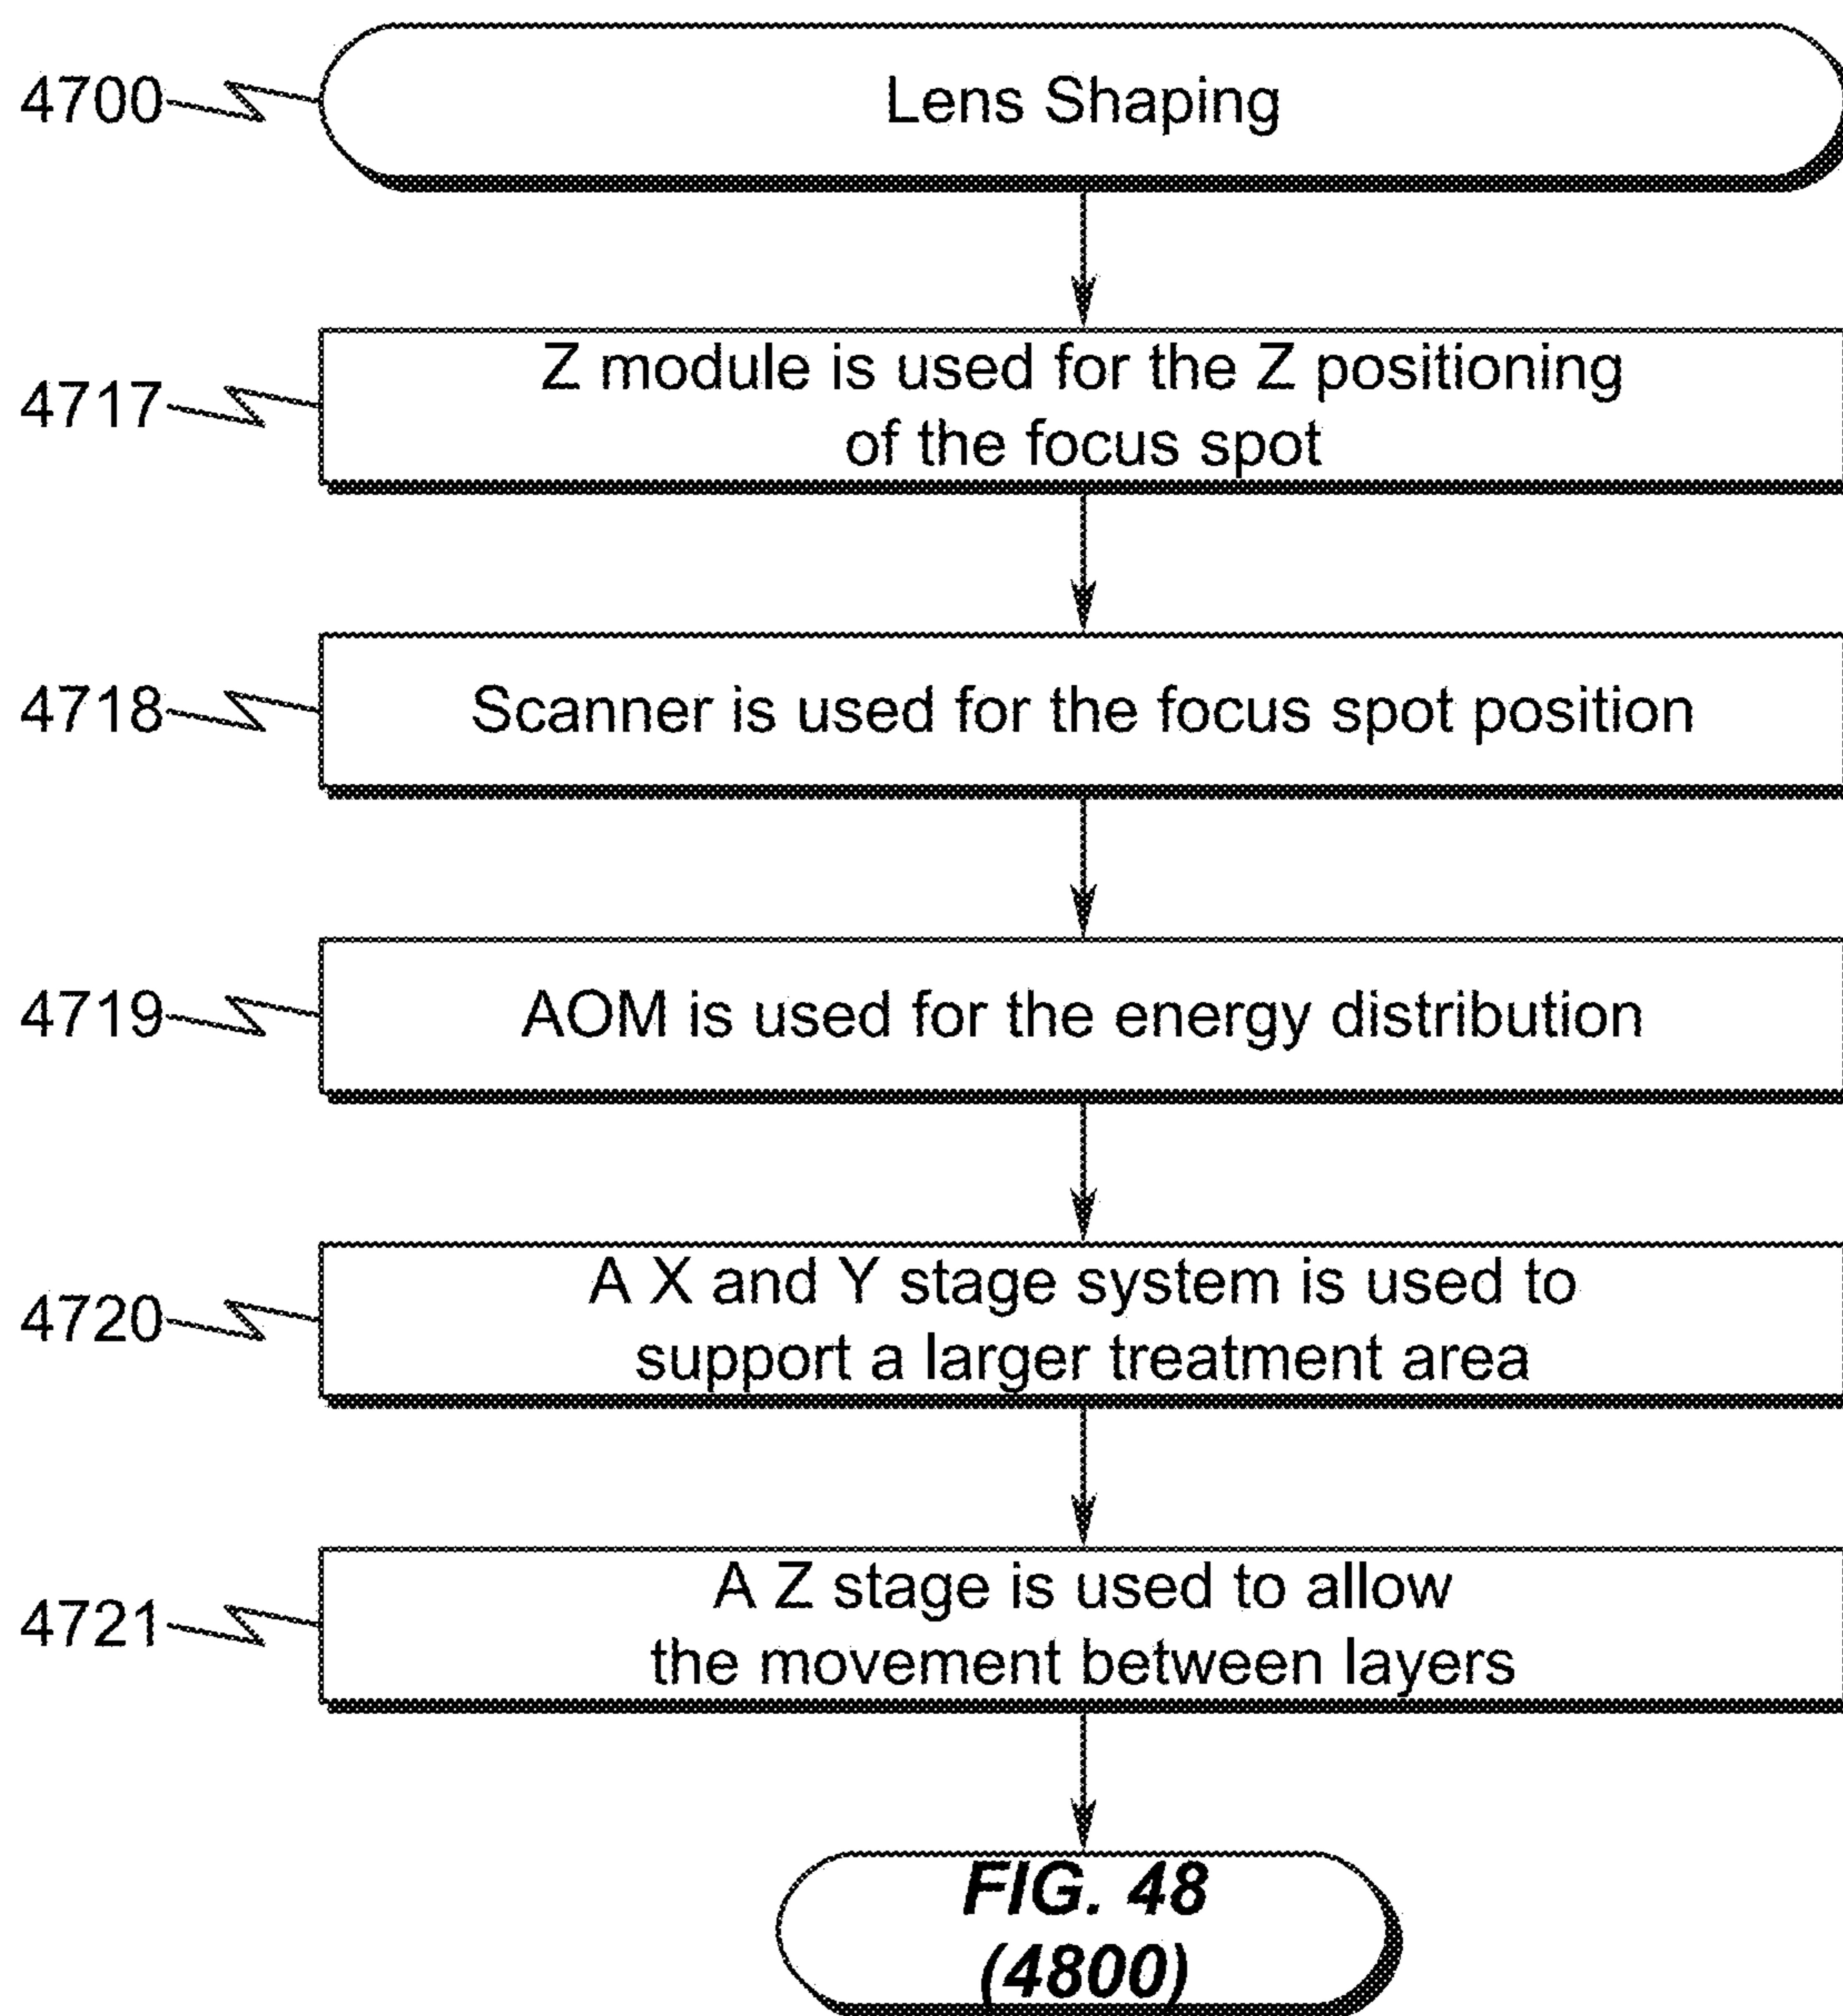 4700
Lens Shaping
4717
Z module is used for the Z positioning
of the focus spot
4718
Scanner is used for the focus spot position
4719
AOM is used for the energy distribution
4720
A X and Y stage system is used to
support a larger treatment area
4721
A Z stage is used to allow
the movement between layers
FIG. 48
(4800)